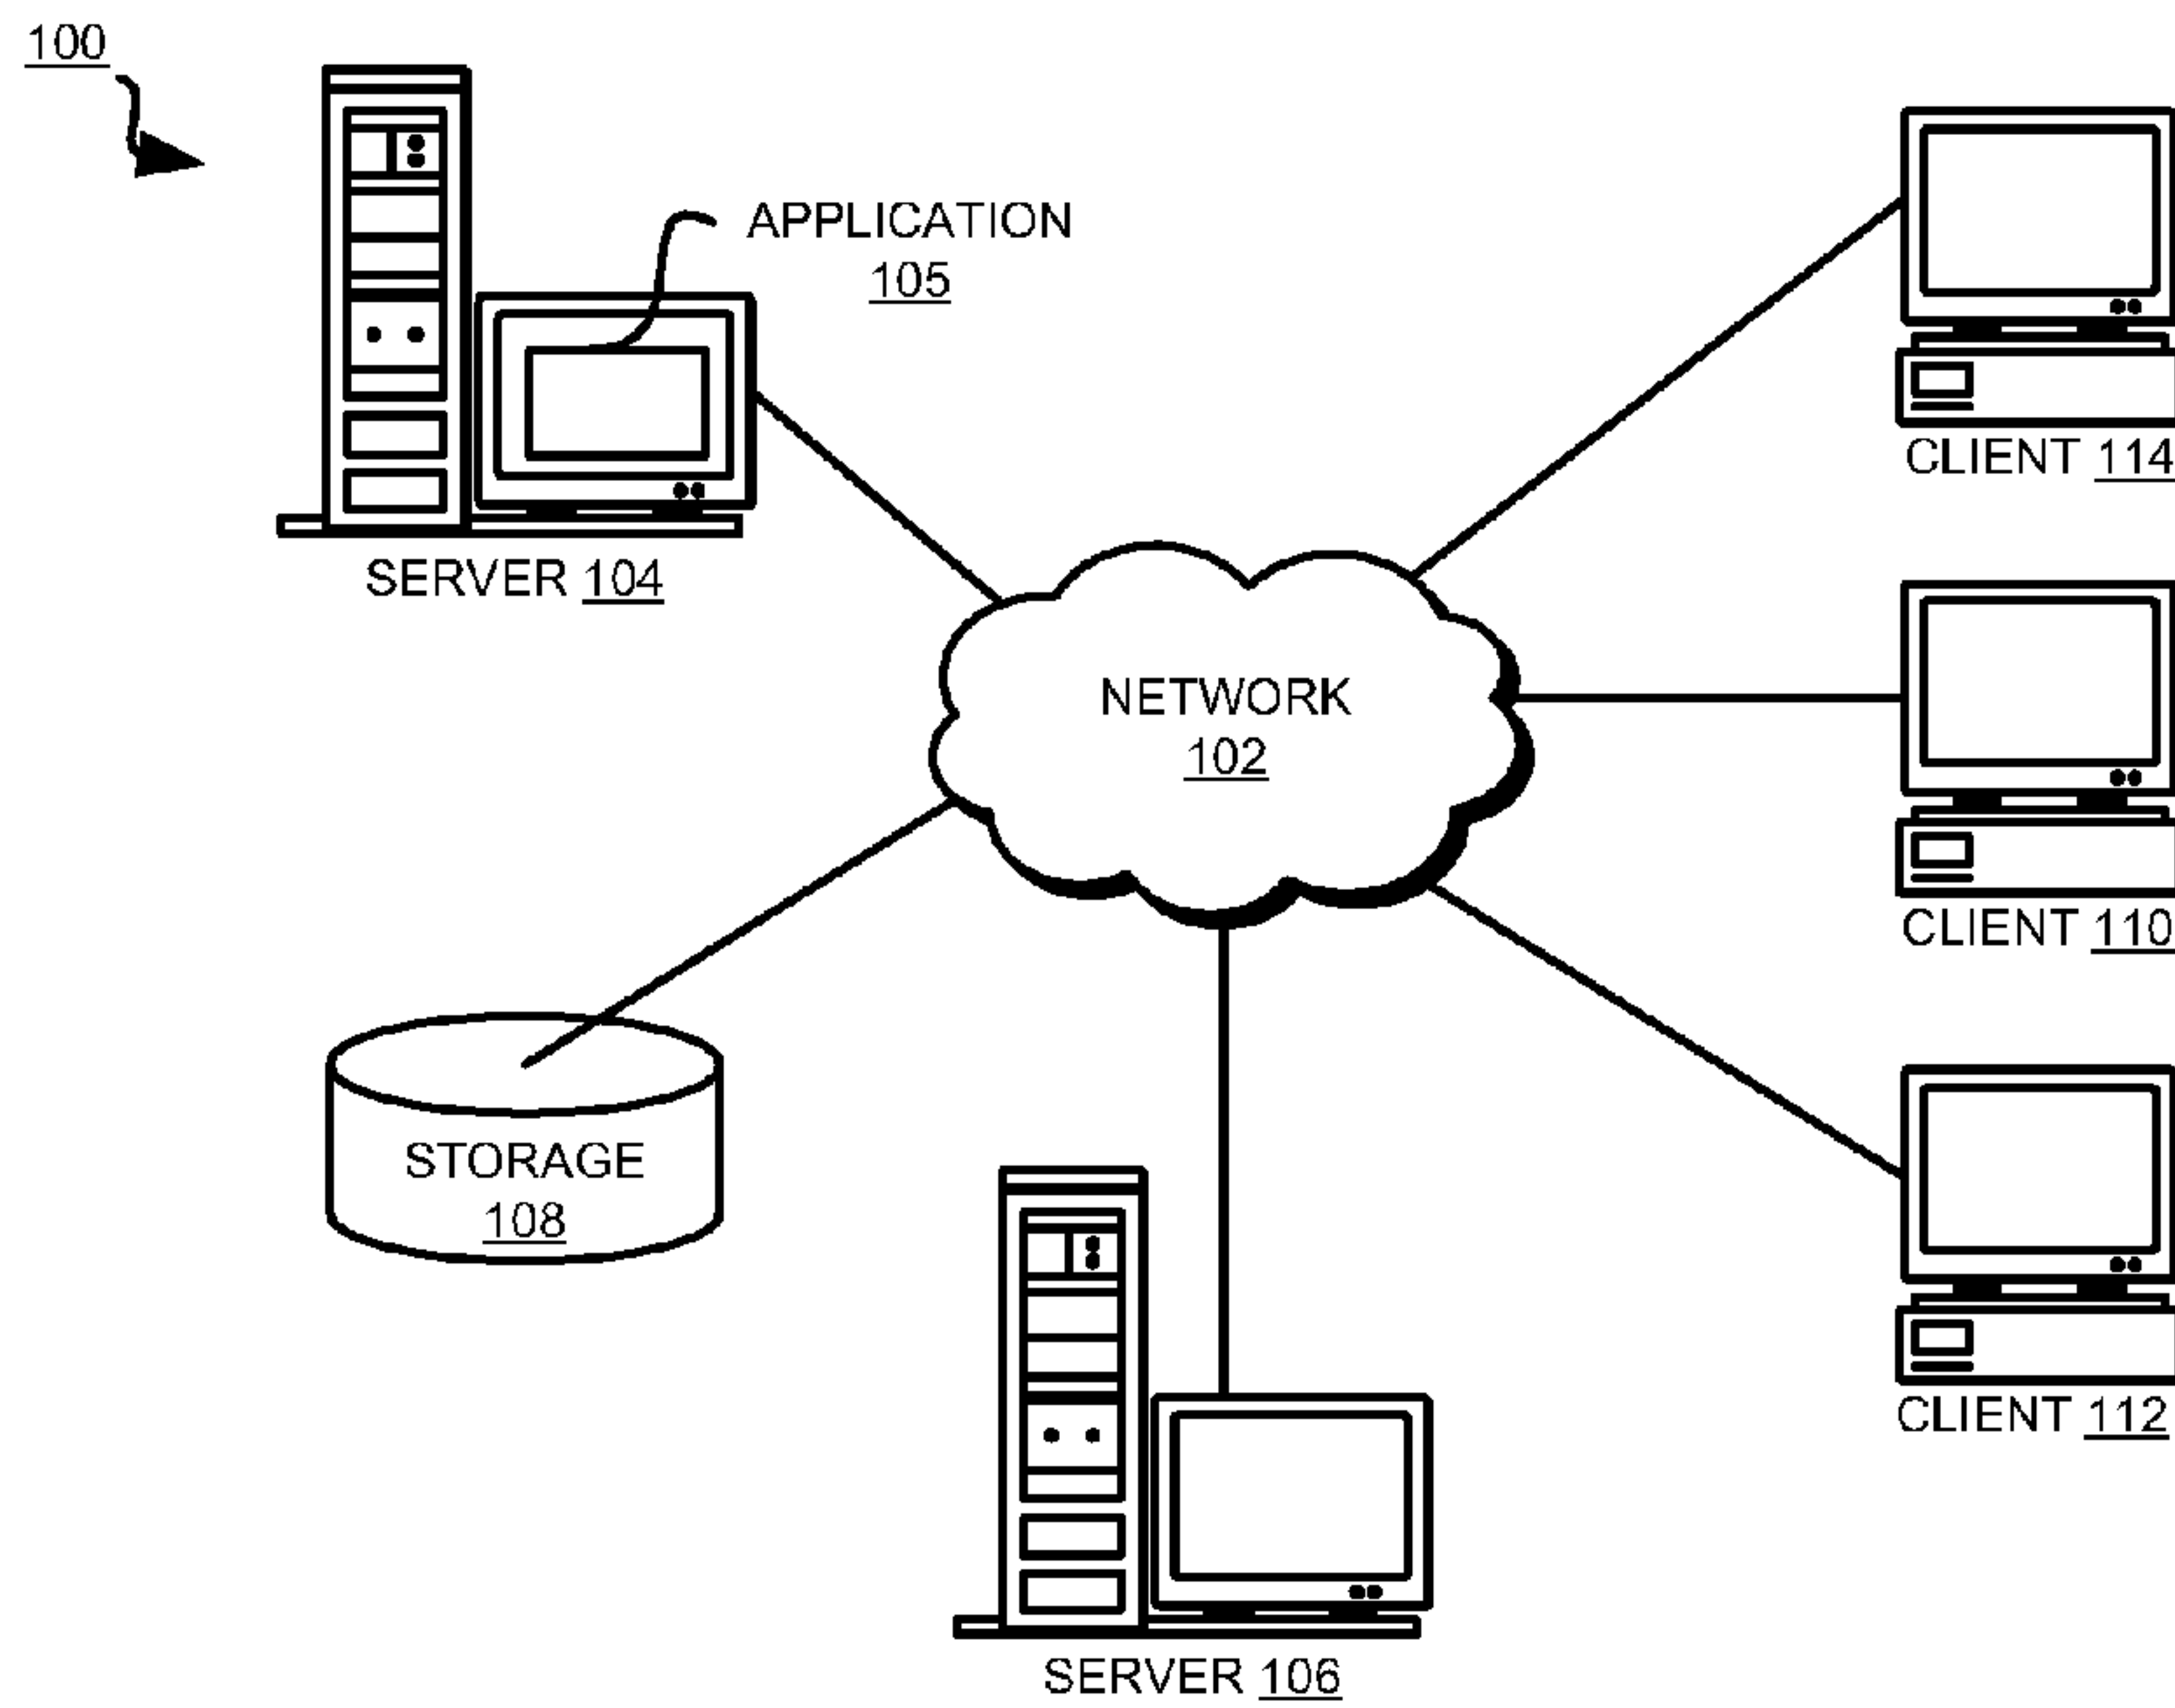 100
APPLICATION
105
SERVER 104
CLIENT 114
NETWORK
102
CLIENT 110
STORAGE
108
CLIENT 112
SERVER 106